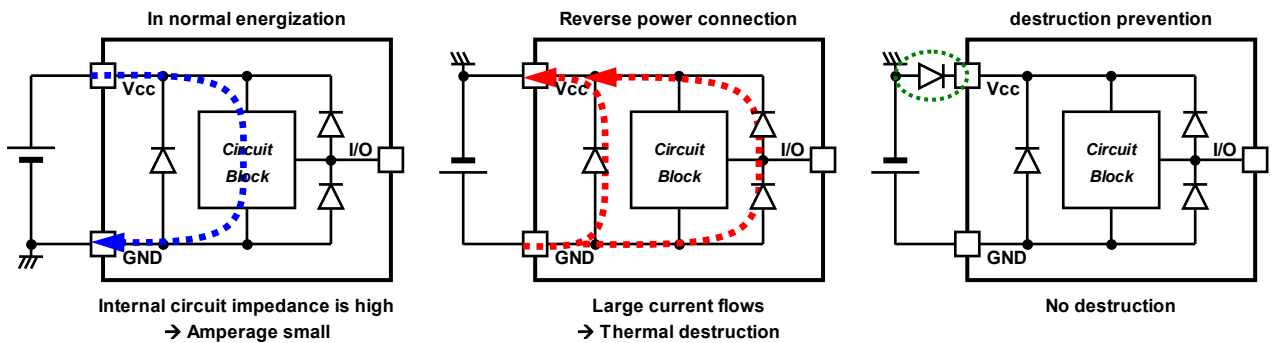 In normal energization
Vcc
Circuit
Block
I/O
GND
Internal circuit impedance is high
→ Amperage small
Reverse power connection
Vcc
Circuit
Block
I/O
GND
Large current flows
→ Thermal destruction
destruction prevention
Vcc
Circuit
Block
I/O
GND
No destruction